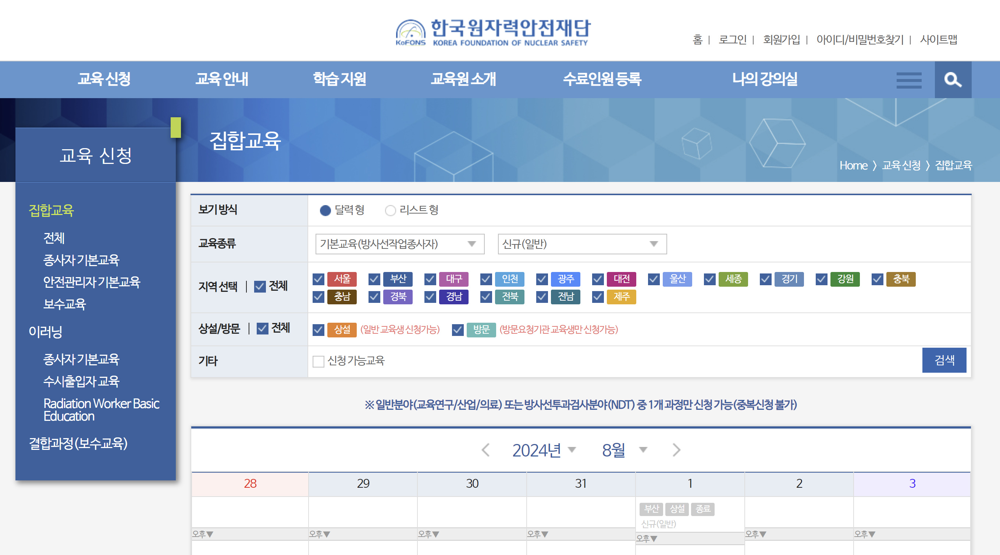 한국원자력안전재단
KoFONS KOREA FOUNDATION OF NUCLEAR SAFETY
홈 | 로그인 | 회원가입 | 아이디/비밀번호찾기 | 사이트맵
교육 신청 교육 안내 학습 지원 교육원 소개 수료인원 등록 나의 강의실
집합교육
Home 〉 교육 신청 〉 집합교육
교육 신청
집합교육
전체
종사자 기본교육
안전관리자 기본교육
보수교육
이러닝
종사자 기본교육
수시출입자 교육
Radiation Worker Basic
Education
결합과정(보수교육)
보기 방식 달력 형 리스트 형
교육종류 기본교육(방사선작업종사자) 신규(일반)
지역 선택 | 전체 서울 부산 대구 인천 광주 대전 울산 세종 경기 강원 충북
충남 경북 경남 전북 전남 제주
상설/방문 | 전체 상설 (일반 교육생 신청가능) 방문 (방문요청기관 교육생만 신청가능)
기타 신청 가능교육 검색
※ 일반분야(교육연구/산업/의료) 또는 방사선투과검사분야(NDT) 중 1개 과정만 신청 가능(중복신청 불가)
2024년 8월
28 29 30 31 1 2 3
부산 상설 종료
신규(일반)
오후▼ 오후▼ 오후▼ 오후▼ 오후▼ 오후▼ 오후▼